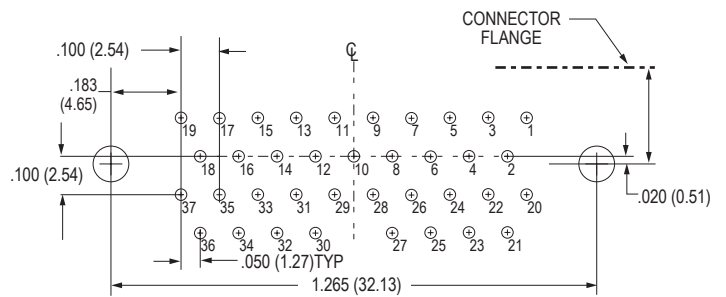 CONNECTOR
FLANGE
.100 (2.54)
.183
(4.65)
℄
19 17 15 13 11 9 7 5 3 1
18 16 14 12 10 8 6 4 2
.100 (2.54)
.020 (0.51)
37 35 33 31 29 28 26 24 22 20
36 34 32 30 27 25 23 21
.050 (1.27)TYP
1.265 (32.13)